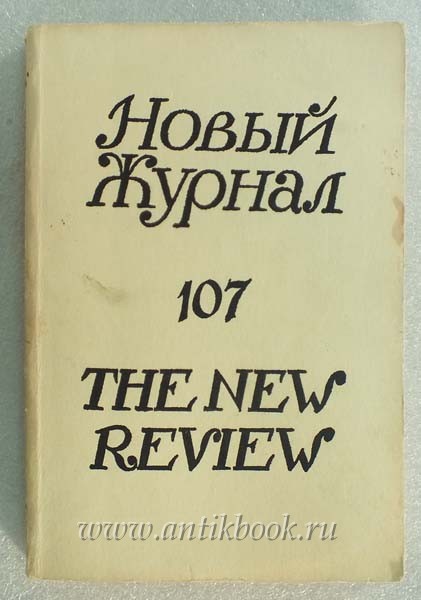 Новый
Журнал
107
THE NEW
REVIEW
www.antikbook.ru